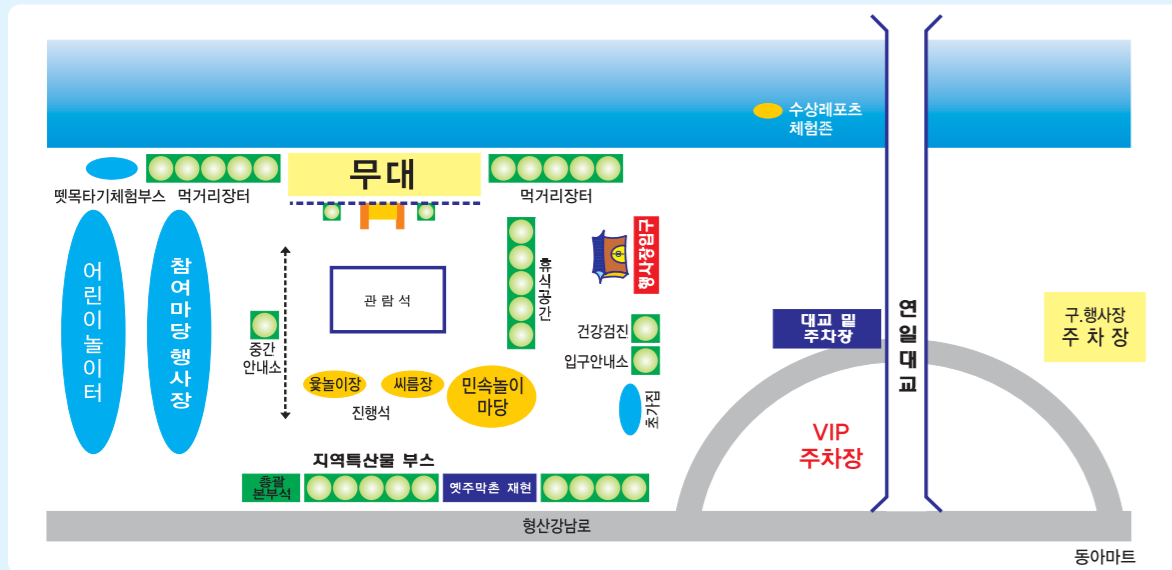 수상레포츠
체험존
무대
뗏목타기체험부스
먹거리장터
먹거리장터
어린이놀이터
참여마당 행사장
관람석
휴식공간
행사장입구
중간
안내소
건강검진
입구안내소
초가집
윷놀이장
씨름장
민속놀이
마당
진행석
지역특산물 부스
총괄
본부석
옛주막촌 재현
대교 밑
주차장
연일대교
구.행사장
주차장
VIP
주차장
형산강남로
동아마트